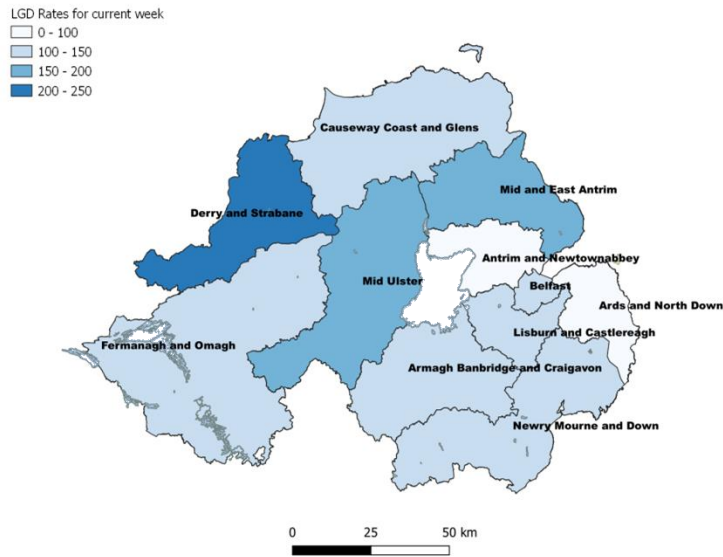 LGD Rates for current week
0 - 100
100 - 150
150 - 200
200 - 250
Causeway Coast and Glens
Mid and East Antrim
Derry and Strabane
Antrim and Newtownabbey
Mid Ulster
Belfast
Ards and North Down
Lisburn and Castlereagh
Fermanagh and Omagh
Armagh Banbridge and Craigavon
Newry Mourne and Down
0 25 50 km